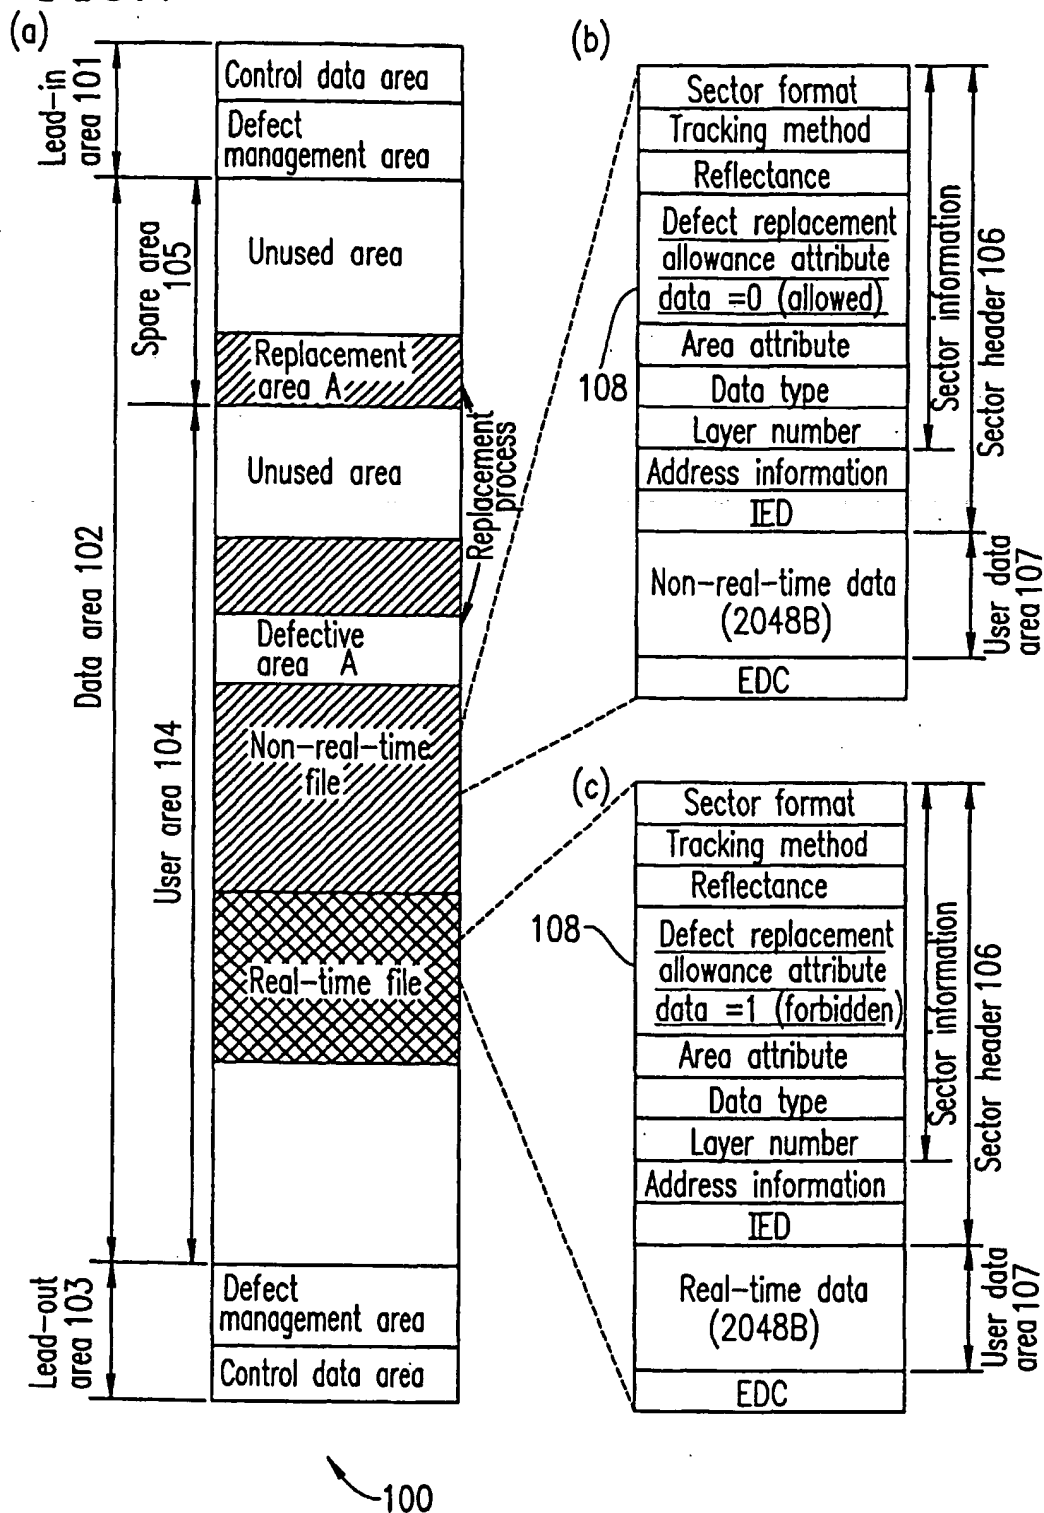 (a)
Lead-in
area 101
Control data area
Defect
management area
Data area 102
Spare area
105
Unused area
Replacement
area A
User area 104
Unused area
Replacement
process
Defective
area A
Non-real-time
file
Real-time file
Lead-out
area 103
Defect
management area
Control data area
100
(b)
Sector format
Tracking method
Reflectance
Defect replacement
allowance attribute
data =0 (allowed)
108
Area attribute
Data type
Layer number
Address information
IED
Non-real-time data
(2048B)
EDC
Sector information
Sector header 106
User data
area 107
(c)
Sector format
Tracking method
Reflectance
108
Defect replacement
allowance attribute
data =1 (forbidden)
Area attribute
Data type
Layer number
Address information
IED
Real-time data
(2048B)
EDC
Sector information
Sector header 106
User data
area 107